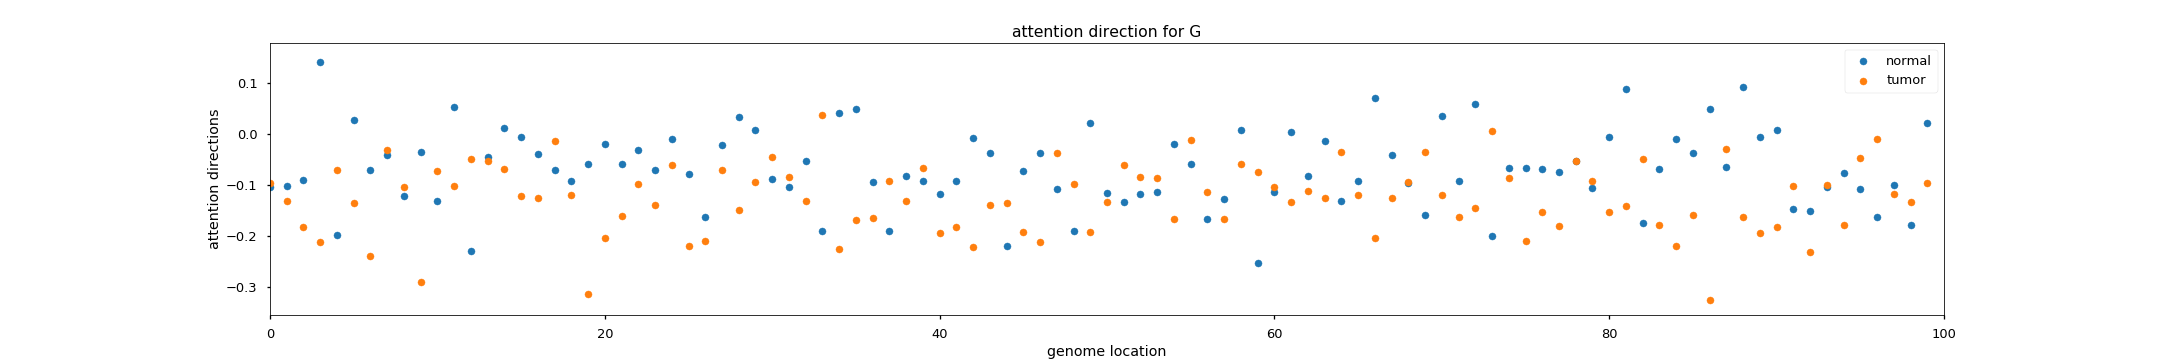 attention direction for G
normal
tumor
attention directions
0.1
0.0
−0.1
−0.2
−0.3
0 20 40 60 80 100
genome location